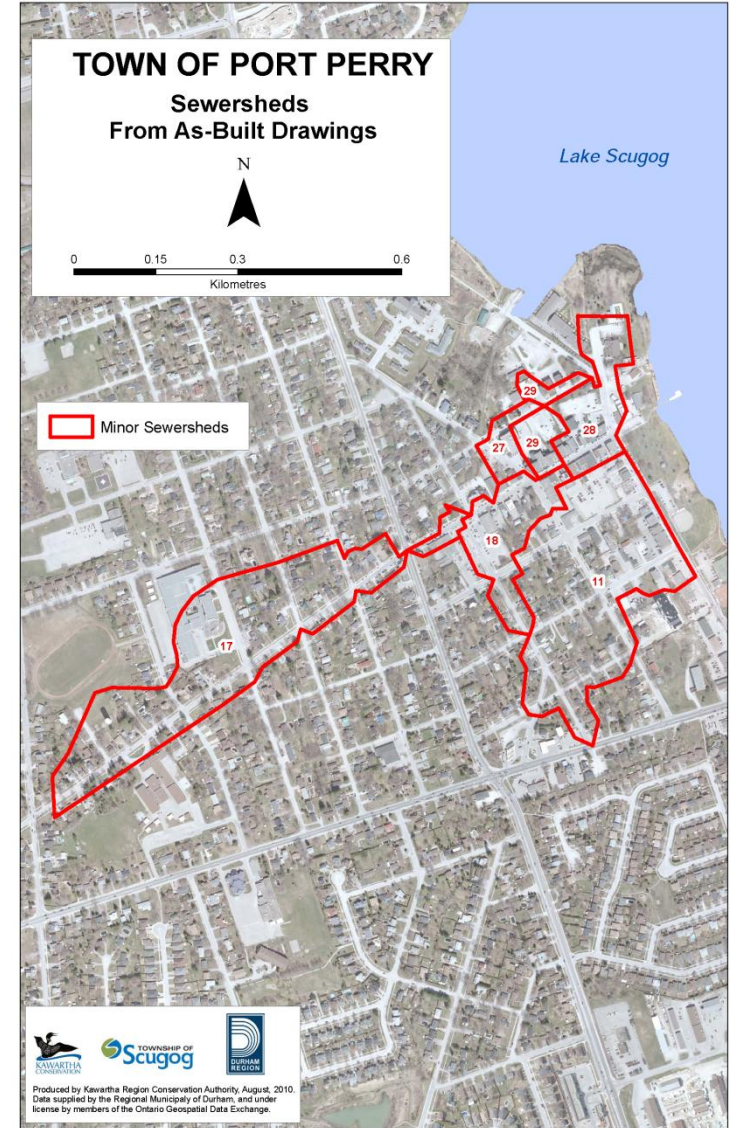 TOWN OF PORT PERRY
Sewersheds
From As-Built Drawings
N
0 0.15 0.3 0.6
Kilometres
Lake Scugog
Minor Sewersheds
29
27
29
28
18
11
17
KAWARTHA
CONSERVATION
TOWNSHIP OF
Scugog
DURHAM
REGION
Produced by Kawartha Region Conservation Authority, August, 2010.
Data supplied by the Regional Municipaly of Durham, and under
license by members of the Ontario Geospatial Data Exchange.